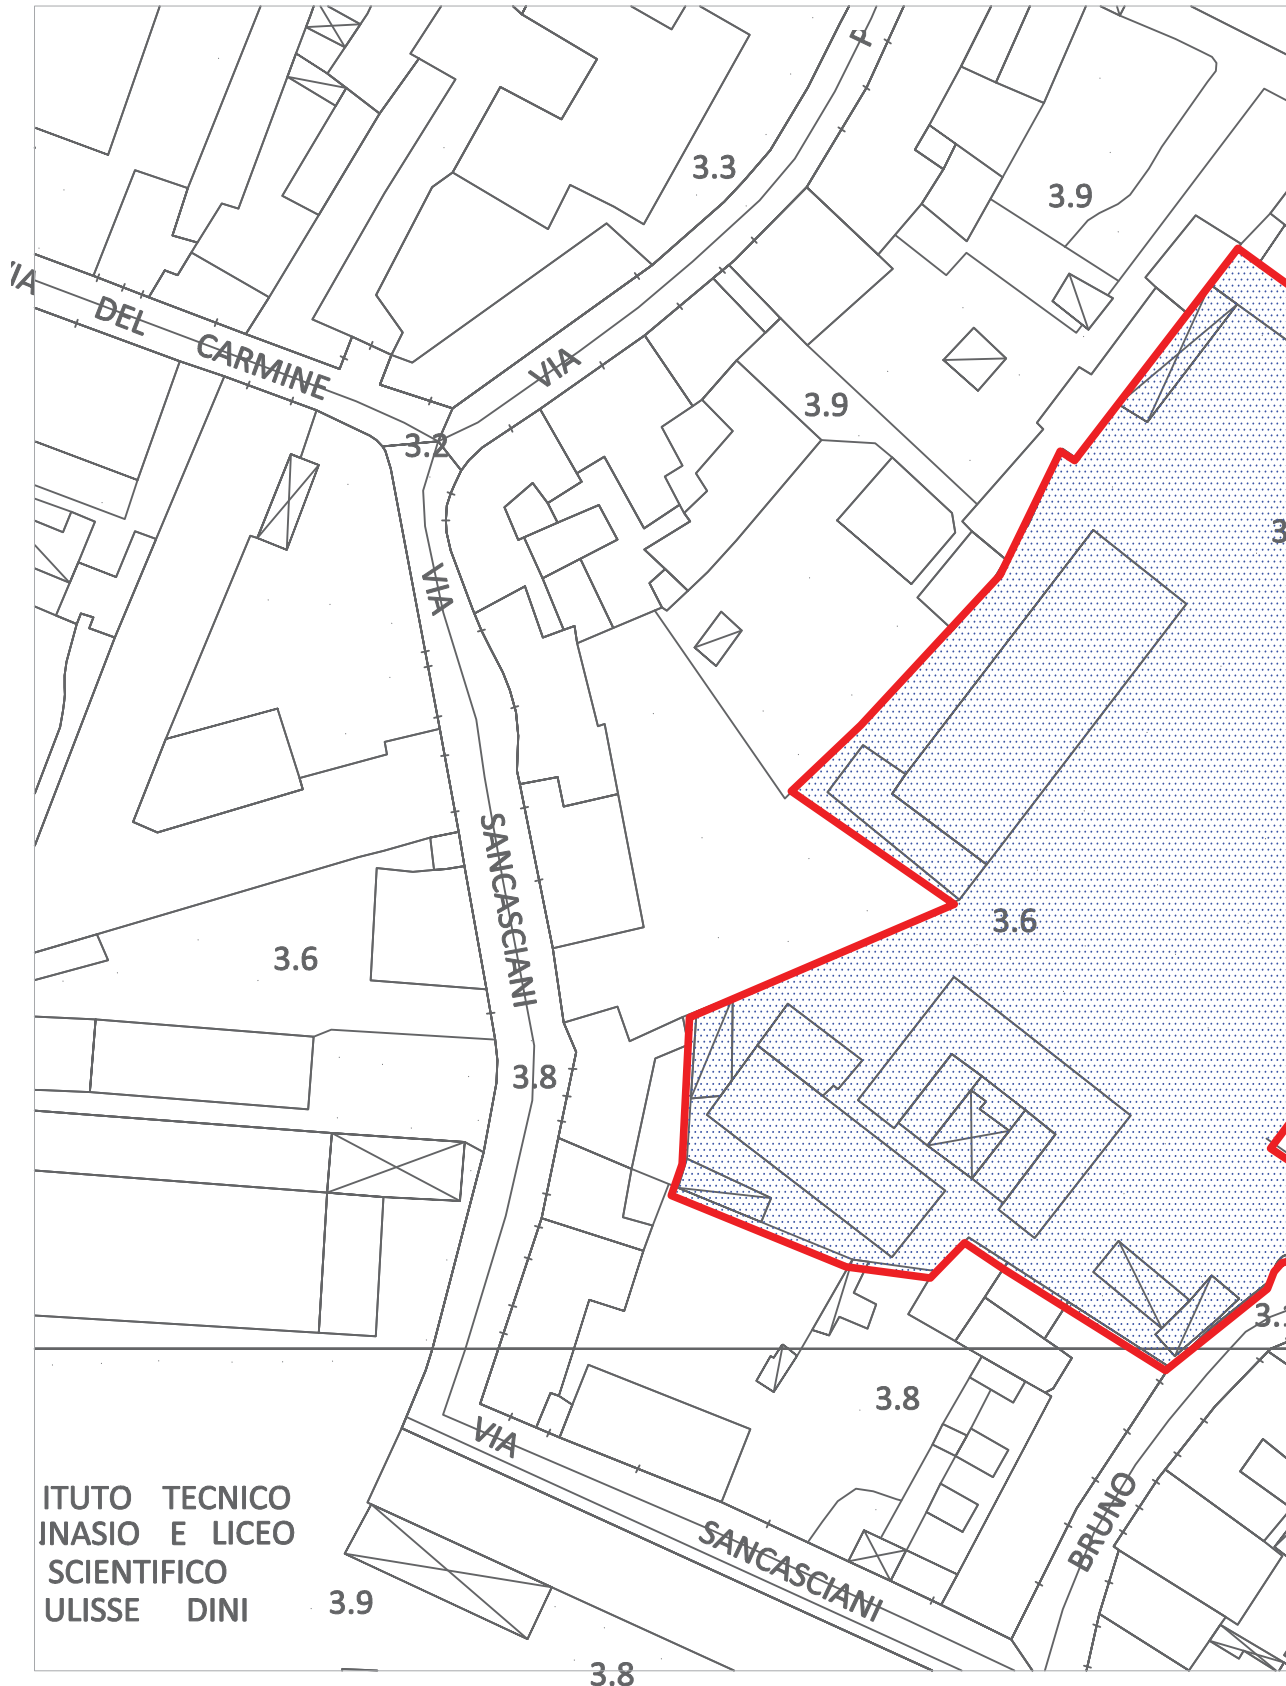 P
3.3
3.9
VIA DEL CARMINE
VIA
3.9
3.2
VIA
SANCASCIANI
3.6
3.6
3.8
3.8
VIA
SANCASCIANI
BRUNO
ITUTO TECNICO
NASIO E LICEO
SCIENTIFICO
ULISSE DINI
3.9
3.8